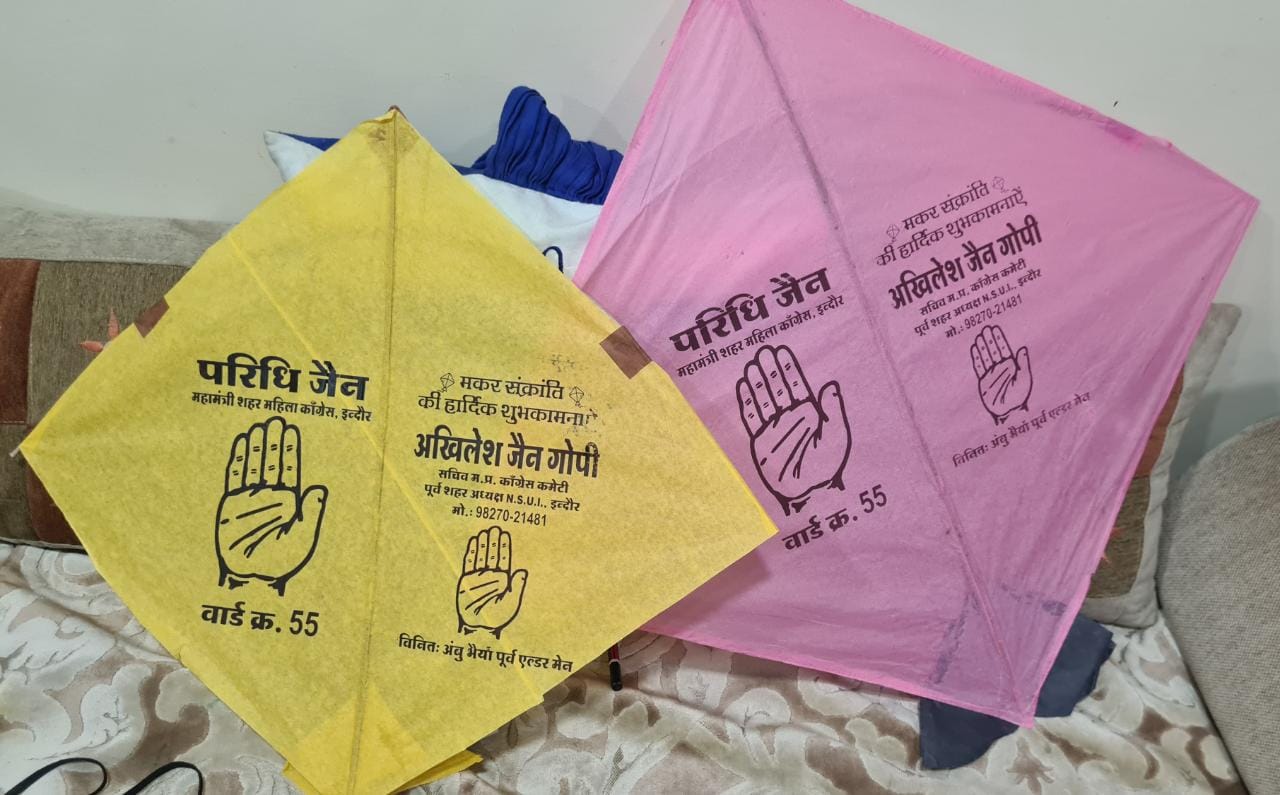 परिधि जैन
महामंत्री शहर महिला काँग्रेस, इन्दौर
वार्ड क्र. 55
मकर संक्रांति
की हार्दिक शुभकामनाऐं
अखिलेश जैन गोपी
सचिव म.प्र. काँग्रेस कमेटी
पूर्व शहर अध्यक्ष N.S.U.I., इन्दौर
मो.: 98270-21481
विनितः अंबु भैयाँ पूर्व एल्डर मेन
परिधि जैन
महामंत्री शहर महिला काँग्रेस, इन्दौर
वार्ड क्र. 55
मकर संक्रांति
की हार्दिक शुभकामनाऐं
अखिलेश जैन गोपी
सचिव म.प्र. काँग्रेस कमेटी
पूर्व शहर अध्यक्ष N.S.U.I., इन्दौर
मो.: 98270-21481
विनितः अंबु भैयाँ पूर्व एल्डर मेन